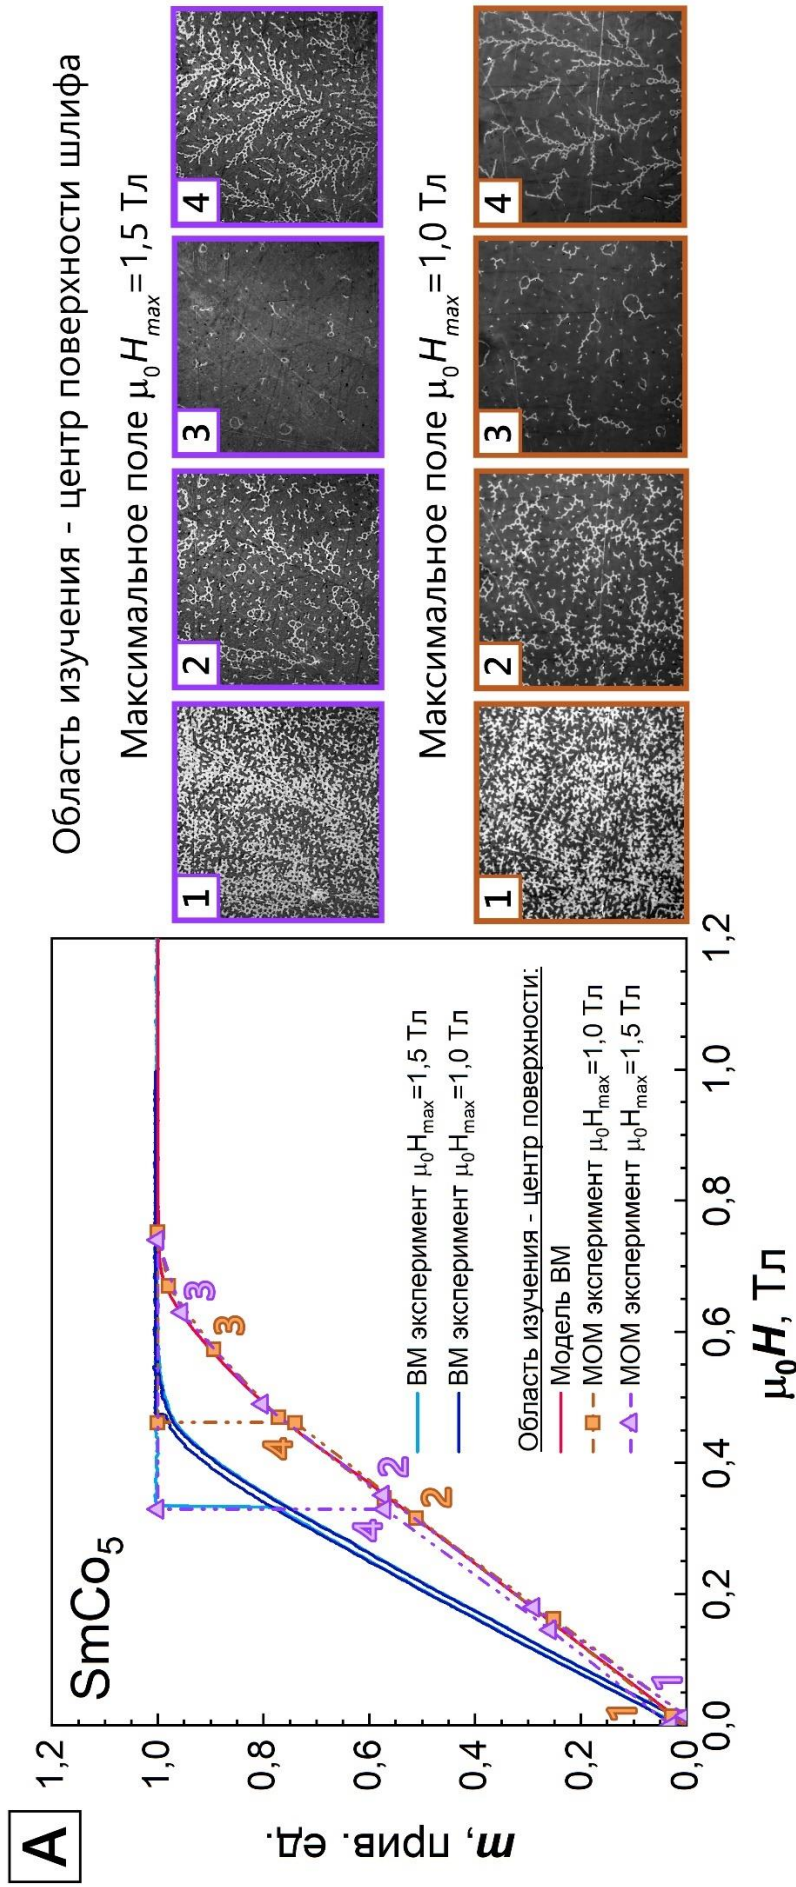 A
SmCo5
m, прив. ед.
1,2
1,0
0,8
0,6
0,4
0,2
0,0
0,0
0,2
0,4
0,6
0,8
1,0
1,2
μ0H, Тл
1
1
2
2
3
3
4
4
ВМ эксперимент μ0Hmax=1,5 Тл
ВМ эксперимент μ0Hmax=1,0 Тл
Область изучения - центр поверхности:
Модель ВМ
МОМ эксперимент μ0Hmax=1,0 Тл
МОМ эксперимент μ0Hmax=1,5 Тл
Область изучения - центр поверхности шлифа
Максимальное поле μ0Hmax=1,5 Тл
1
2
3
4
Максимальное поле μ0Hmax=1,0 Тл
1
2
3
4